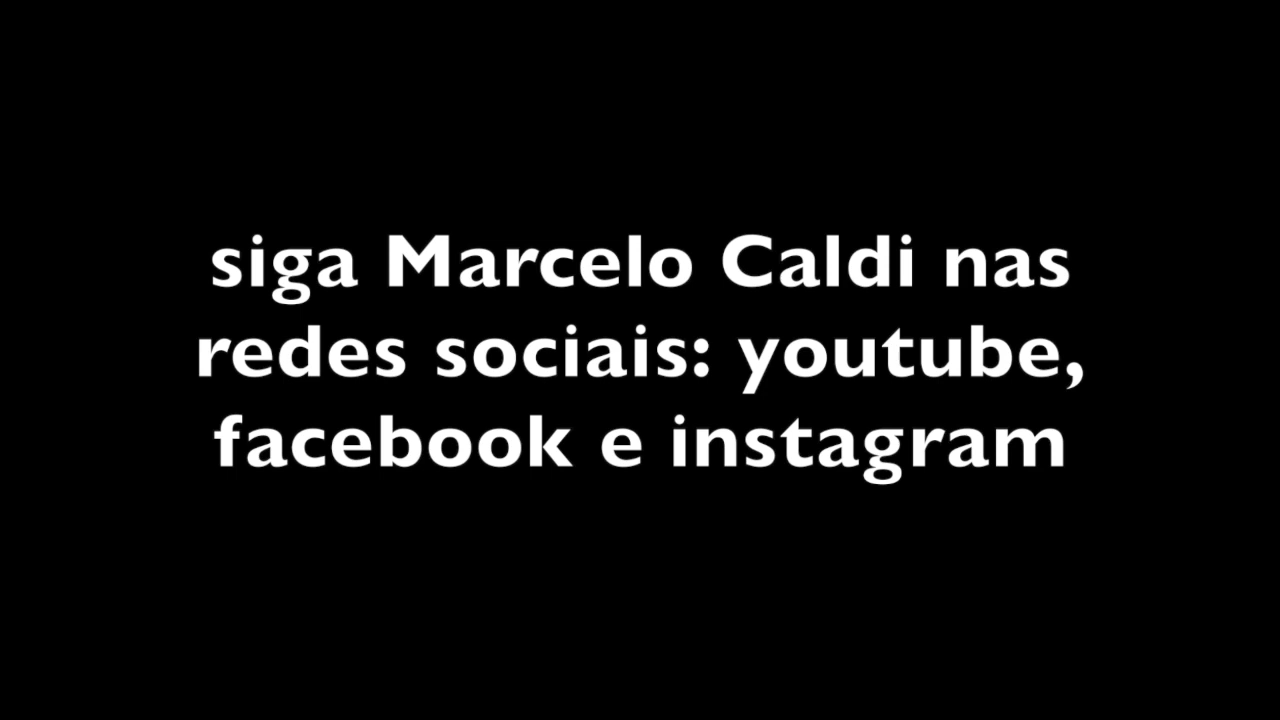 siga Marcelo Caldi nas
redes sociais: youtube,
facebook e instagram